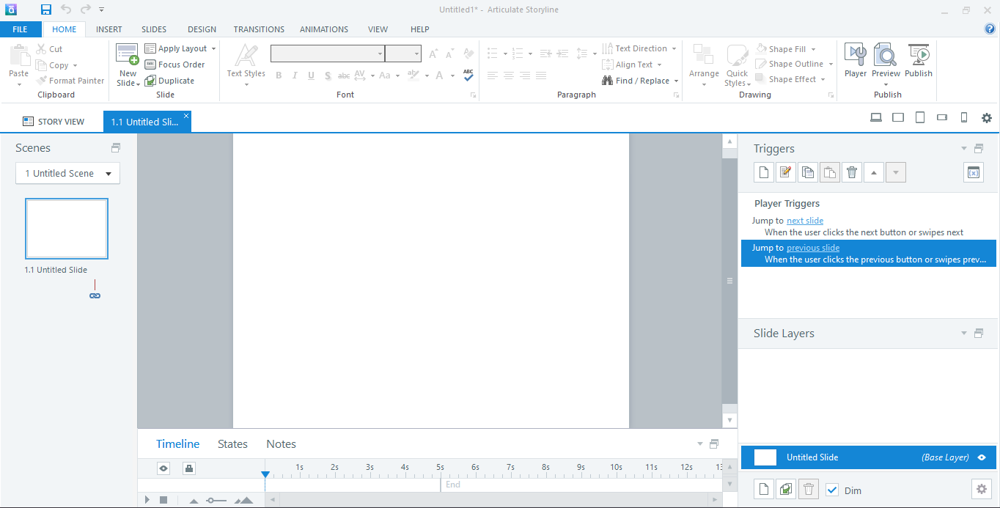 Untitled1* - Articulate Storyline
FILE HOME INSERT SLIDES DESIGN TRANSITIONS ANIMATIONS VIEW HELP
Paste
Cut
Copy
Format Painter
Clipboard
New Slide
Apply Layout
Focus Order
Duplicate
Slide
Text Styles
B I U S abc AV Aa ab A ABC
Font
Text Direction
Align Text
Find / Replace
Paragraph
Arrange
Quick Styles
Shape Fill
Shape Outline
Shape Effect
Drawing
Player
Preview
Publish
Publish
STORY VIEW
1.1 Untitled Sli...
Scenes
1 Untitled Scene
1.1 Untitled Slide
Triggers
Player Triggers
Jump to next slide
When the user clicks the next button or swipes next
Jump to previous slide
When the user clicks the previous button or swipes prev...
Slide Layers
Untitled Slide (Base Layer)
Dim
Timeline States Notes
1s 2s 3s 4s 5s 6s 7s 8s 9s 10s 11s 12s 13
End